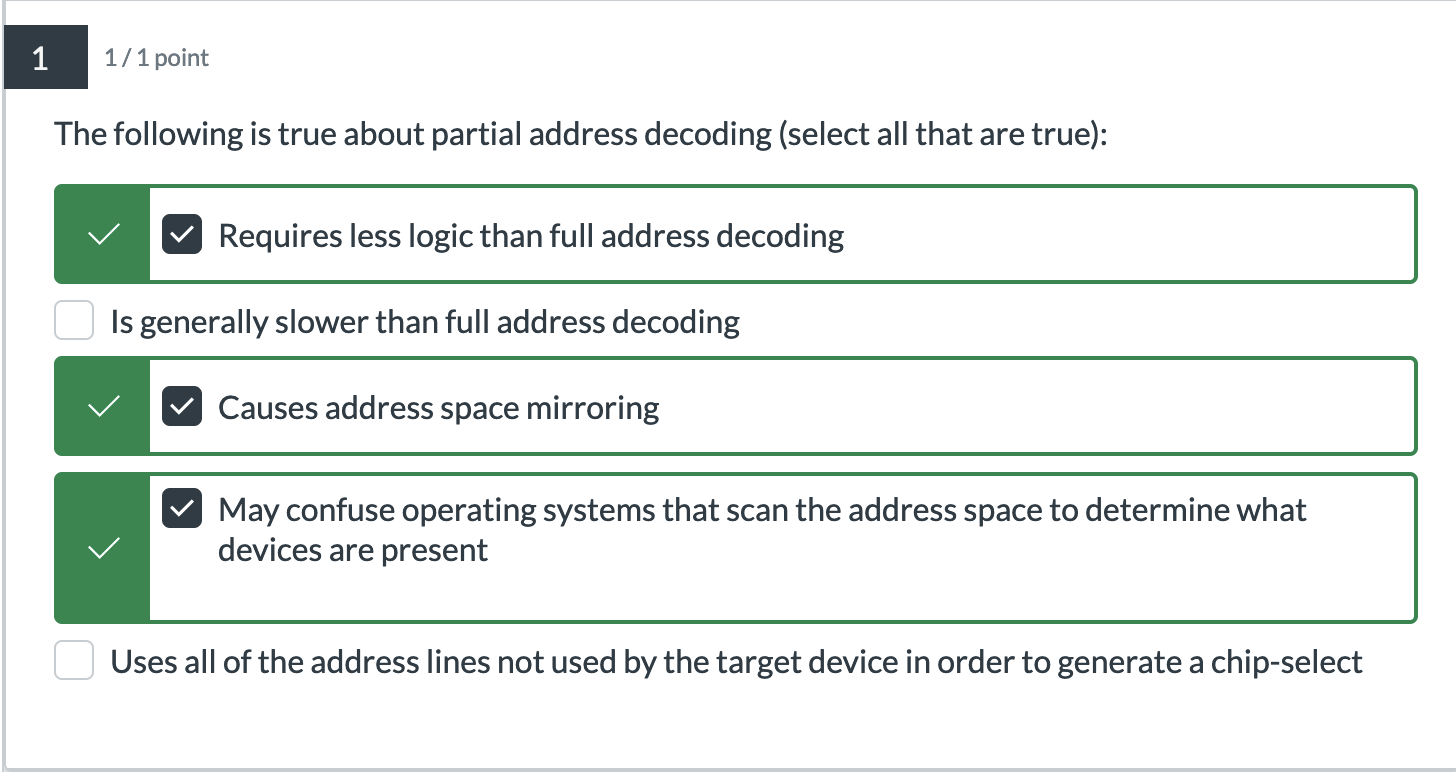 1
1 / 1 point
The following is true about partial address decoding (select all that are true):
Requires less logic than full address decoding
Is generally slower than full address decoding
Causes address space mirroring
May confuse operating systems that scan the address space to determine what
devices are present
Uses all of the address lines not used by the target device in order to generate a chip-select